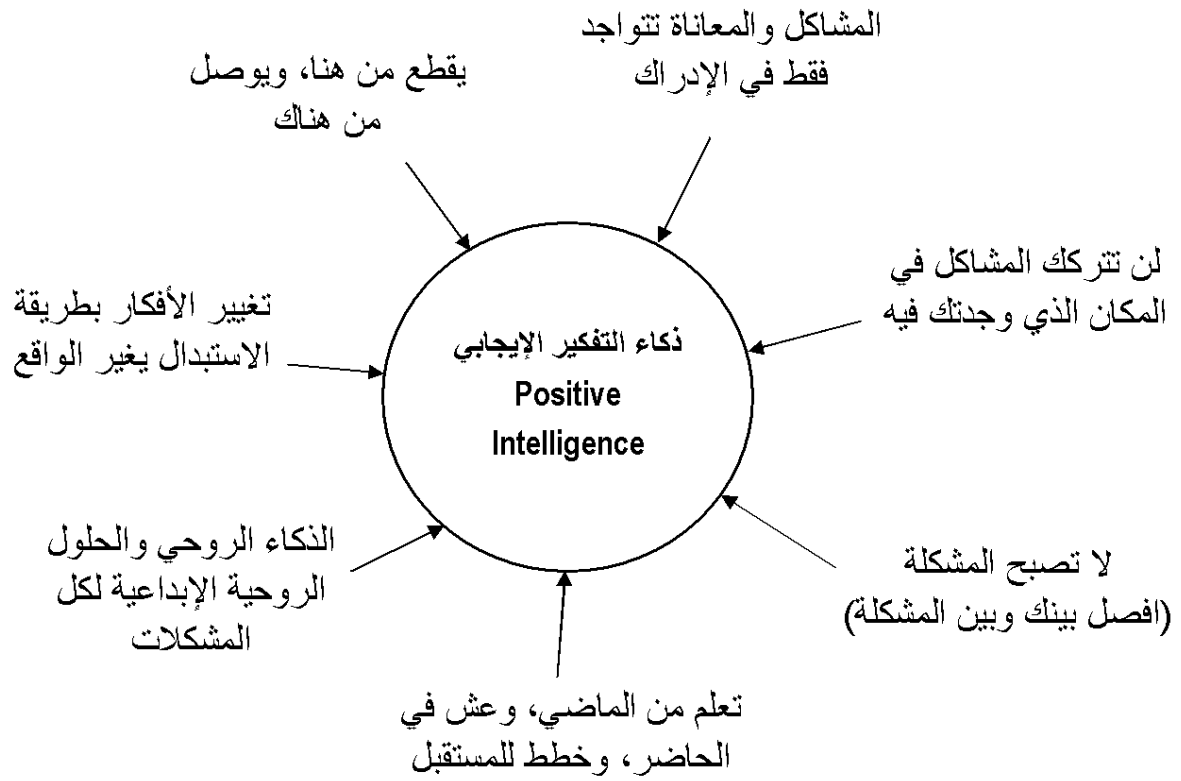 المشاكل والمعاناة تتواجد
فقط في الإدراك
لن تتركك المشاكل في
المكان الذي وجدتك فيه
لا تصبح المشكلة
(افصل بينك وبين المشكلة)
تعلم من الماضي، وعش في
الحاضر، وخطط للمستقبل
الذكاء الروحي والحلول
الروحية الإبداعية لكل
المشكلات
تغيير الأفكار بطريقة
الاستبدال يغير الواقع
يقطع من هنا، ويوصل
من هناك
ذكاء التفكير الإيجابي
Positive
Intelligence